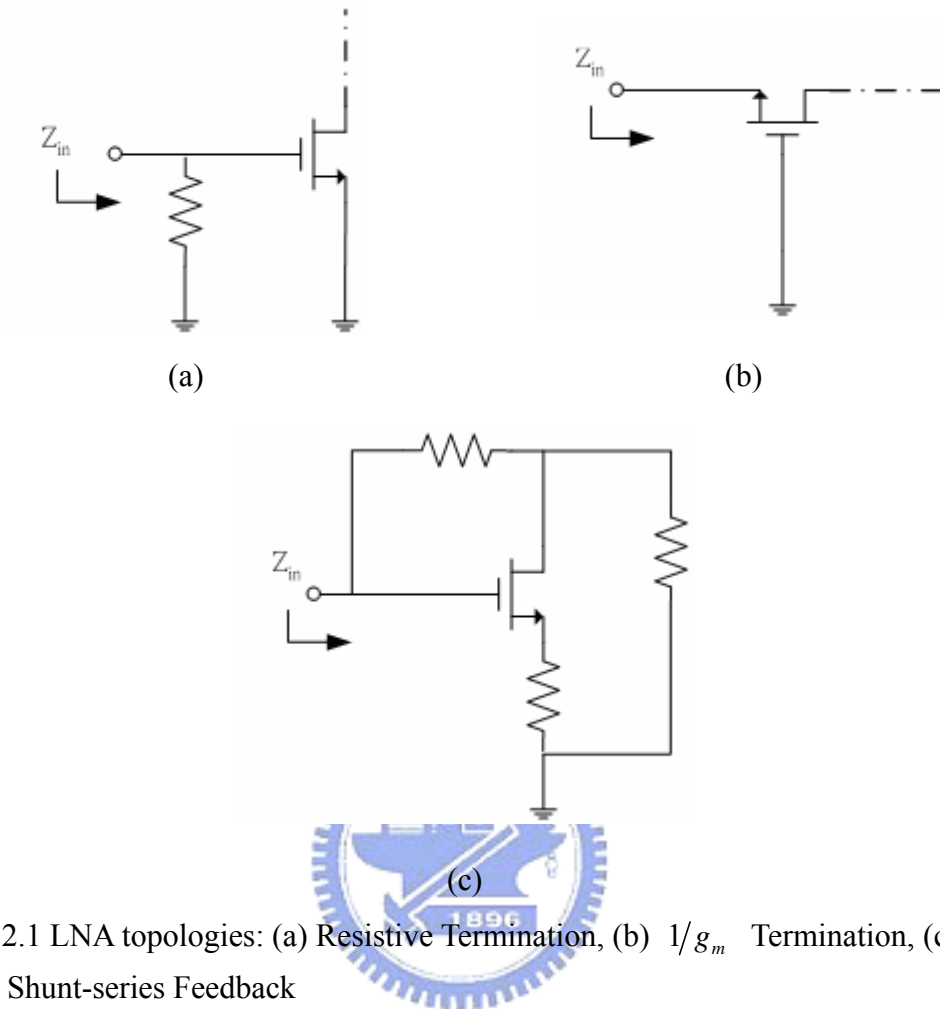 Z_in
Z_in
(a)
(b)
Z_in
(c)
1896
2.1 LNA topologies: (a) Resistive Termination, (b) 1/g_m Termination, (c
Shunt-series Feedback